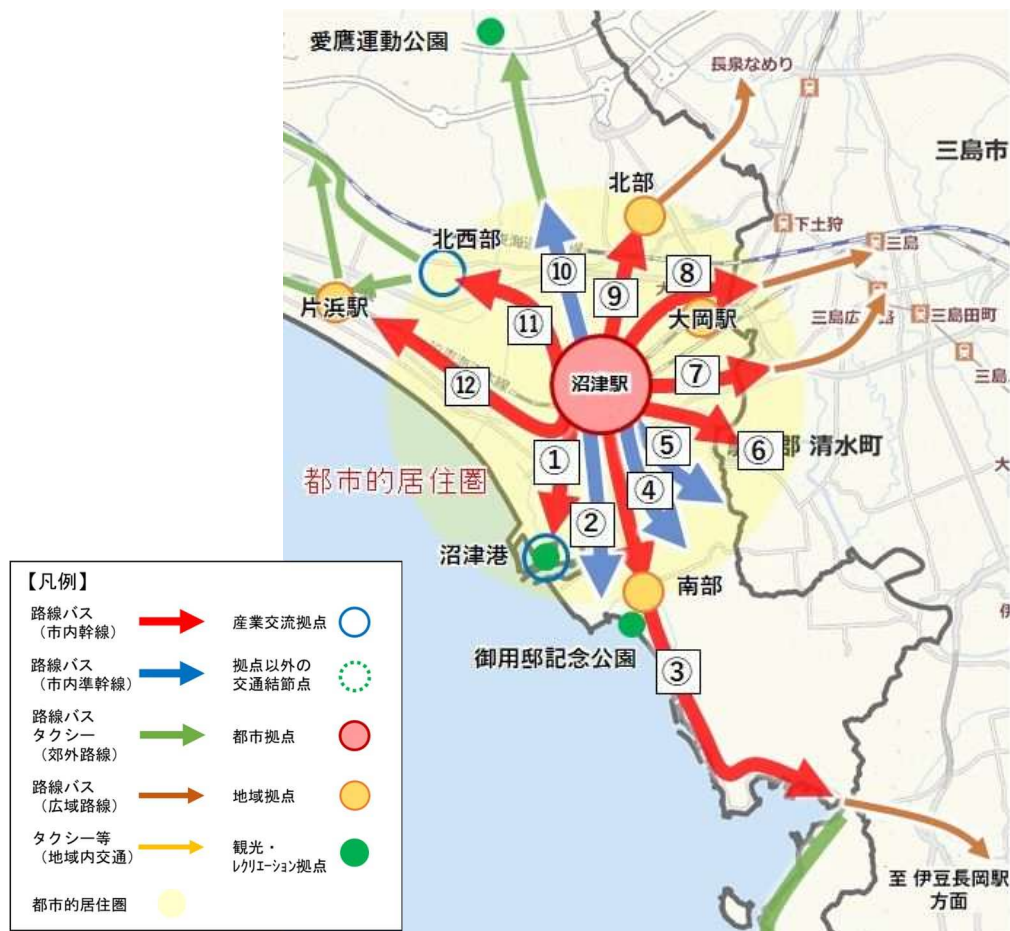 愛鷹運動公園
長泉なめり
三島市
北部
下土狩
北西部
三島
⑩
⑧
⑨
大岡駅
片浜駅
⑪
三島広
路
三島田町
沼津駅
⑦
⑫
⑤
⑥
郡 清水町
①
④
都市的居住圏
②
沼津港
南部
御用邸記念公園
③
至 伊豆長岡駅
方面
【凡例】
路線バス
(市内幹線)
産業交流拠点
路線バス
(市内準幹線)
拠点以外の
交通結節点
路線バス
タクシー
(郊外路線)
都市拠点
路線バス
(広域路線)
地域拠点
タクシー等
(地域内交通)
観光・
ﾚｸﾘｴｰｼｮﾝ拠点
都市的居住圏